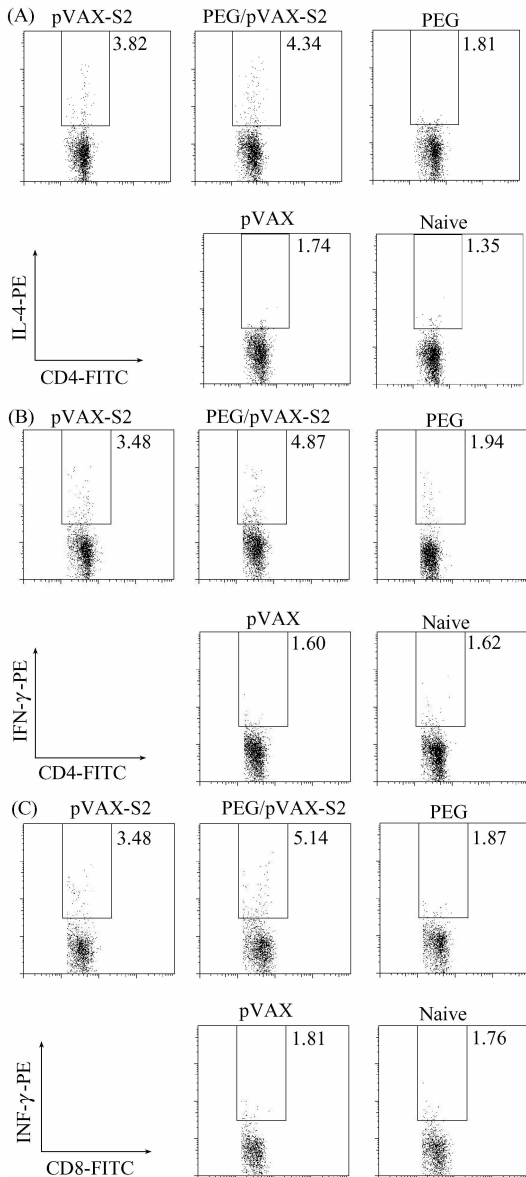 (A) pVAX-S2 PEG/pVAX-S2 PEG
3.82 4.34 1.81
pVAX Naive
1.74 1.35
IL-4-PE
CD4-FITC
(B) pVAX-S2 PEG/pVAX-S2 PEG
3.48 4.87 1.94
pVAX Naive
1.60 1.62
IFN-γ-PE
CD4-FITC
(C) pVAX-S2 PEG/pVAX-S2 PEG
3.48 5.14 1.87
pVAX Naive
1.81 1.76
INF-γ-PE
CD8-FITC